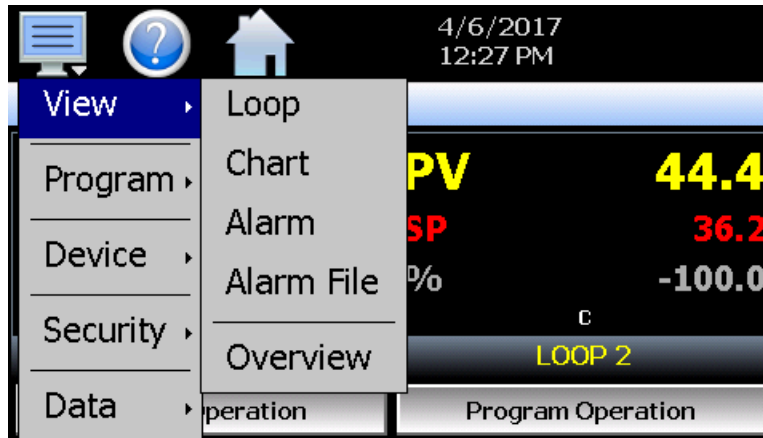 ?
4/6/2017
12:27 PM
View
Program
Device
Security
Data
Loop
Chart
Alarm
Alarm File
Overview
PV 44.4
SP 36.2
% -100.0
C
LOOP 2
Program Operation